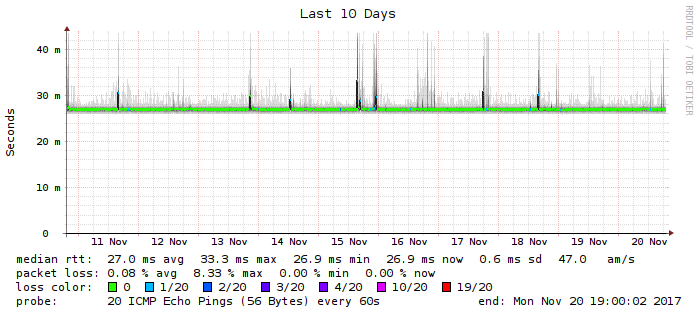 Last 10 Days
RRDTOOL / TOBI OETIKER
Seconds
40 m
30 m
20 m
10 m
0
11 Nov 12 Nov 13 Nov 14 Nov 15 Nov 16 Nov 17 Nov 18 Nov 19 Nov 20 Nov
median rtt: 27.0 ms avg 33.3 ms max 26.9 ms min 26.9 ms now 0.6 ms sd 47.0 am/s
packet loss: 0.08 % avg 8.33 % max 0.00 % min 0.00 % now
loss color: 0 1/20 2/20 3/20 4/20 10/20 19/20
probe: 20 ICMP Echo Pings (56 Bytes) every 60s end: Mon Nov 20 19:00:02 2017